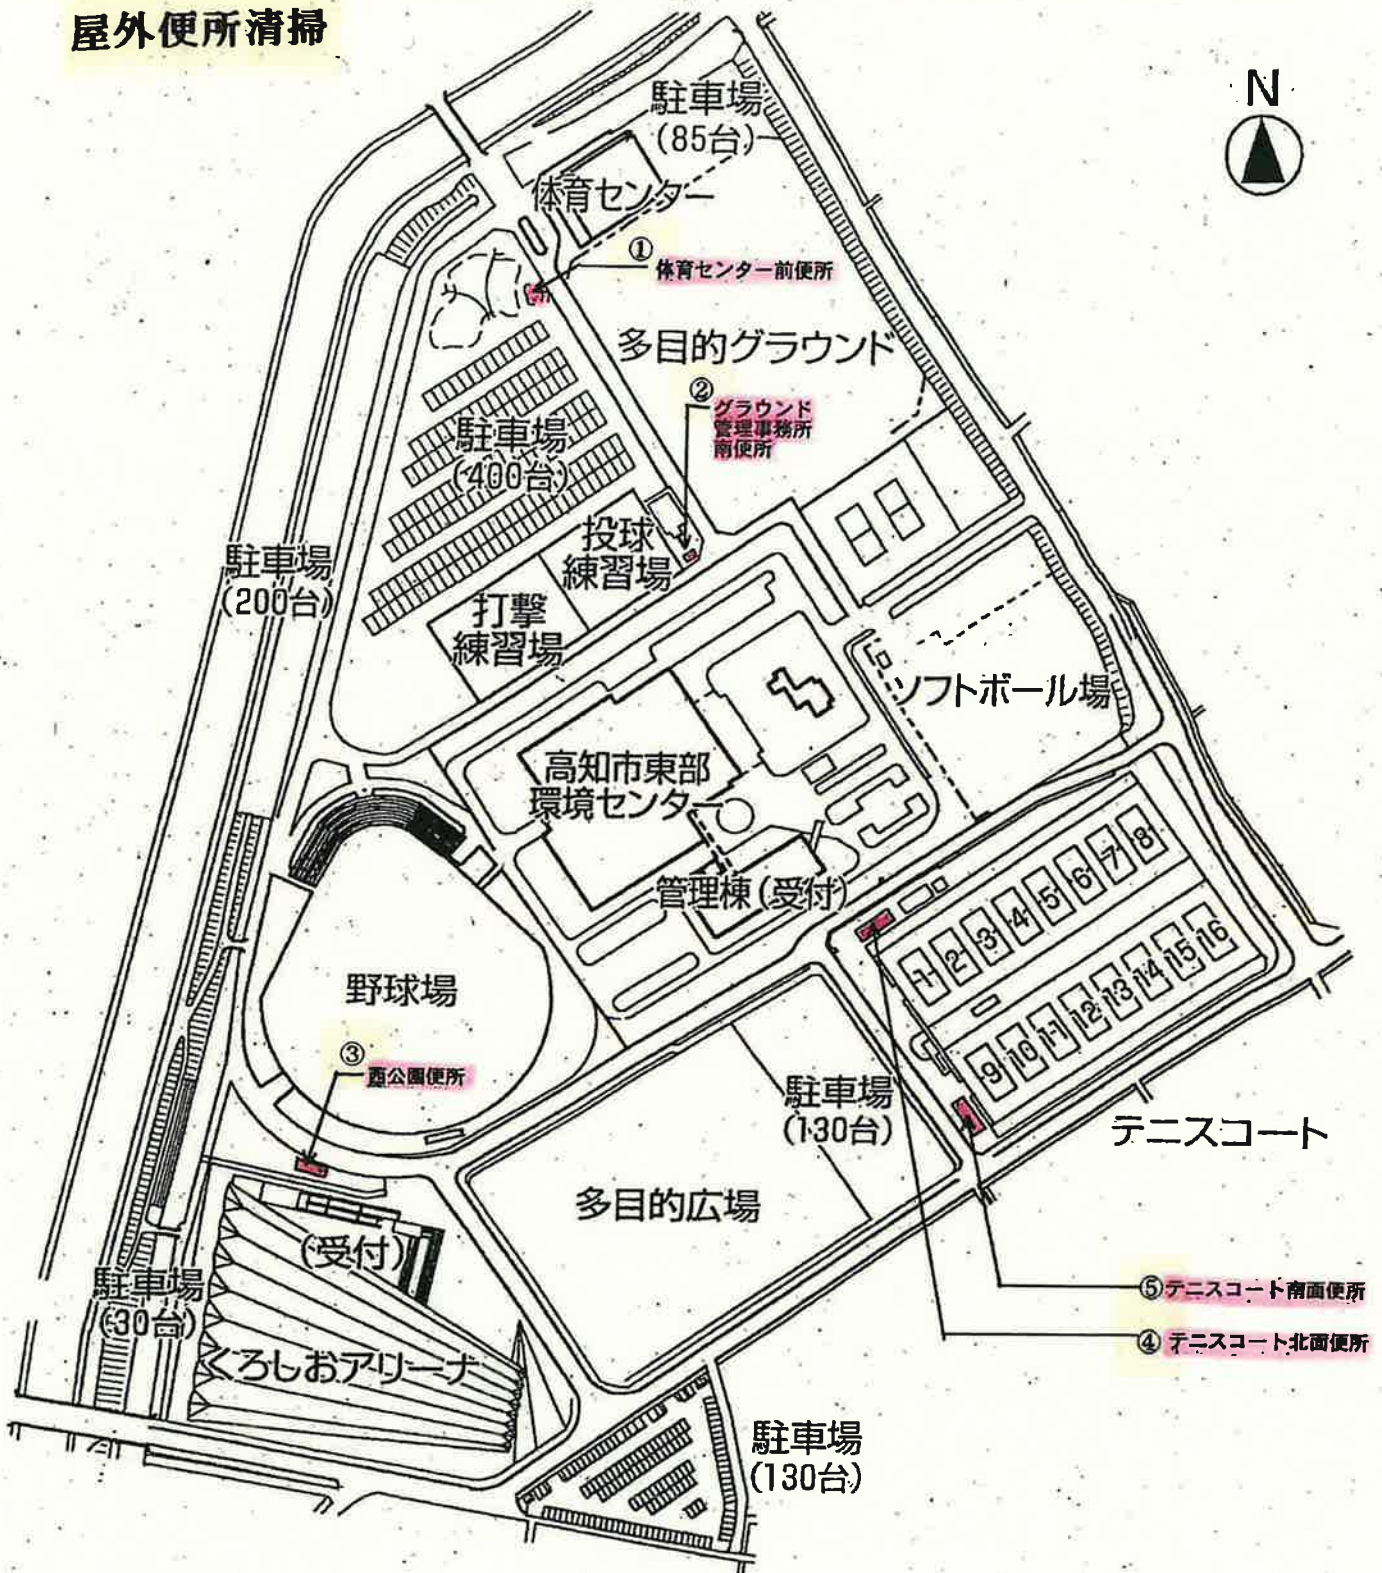 屋外便所清掃
N
駐車場
(85台)
体育センター
①
体育センター前便所
多目的グラウンド
②
グラウンド
管理事務所
南便所
駐車場
(400台)
投球
練習場
駐車場
(200台)
打撃
練習場
ソフトボール場
高知市東部
環境センター
管理棟(受付)
1 2 3 4 5 6 7 8
9 10 11 12 13 14 15 16
野球場
③
西公園便所
駐車場
(130台)
テニスコート
多目的広場
(受付)
駐車場
(30台)
⑤ テニスコート南面便所
④ テニスコート北面便所
くろしおアリーナ
駐車場
(130台)